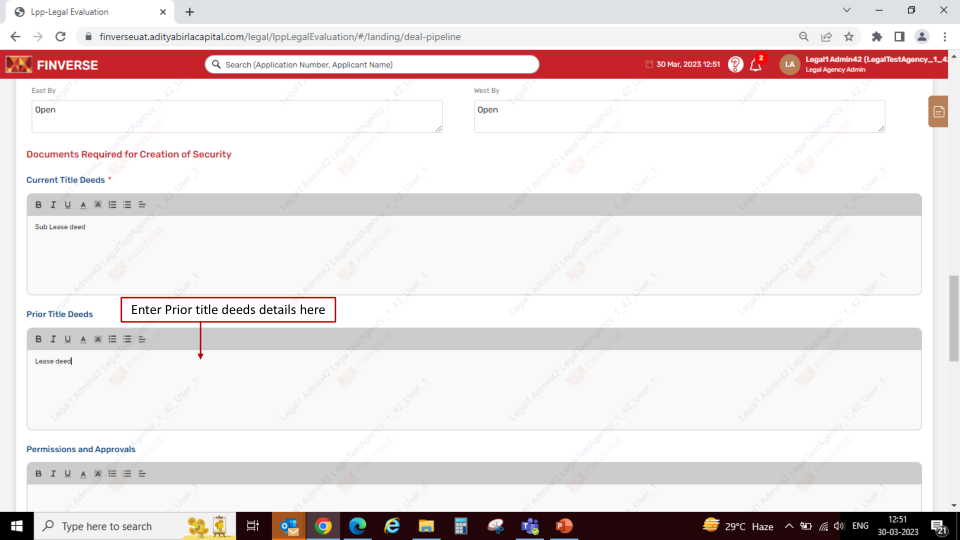 Lpp-Legal Evaluation
finverseuat.adityabirlacapital.com/legal/lppLegalEvaluation/#/landing/deal-pipeline
FINVERSE
Search (Application Number, Applicant Name)
30 Mar, 2023 12:51
2
LA
Legal1 Admin42 (LegalTestAgency_1_4
Legal Agency Admin
East By
West By
Open
Open
Documents Required for Creation of Security
Current Title Deeds *
B I U A A
Sub Lease deed
Enter Prior title deeds details here
Prior Title Deeds
B I U A A
Lease deed
Permissions and Approvals
B I U A A
Type here to search
29°C Haze
ENG
12:51
30-03-2023
21